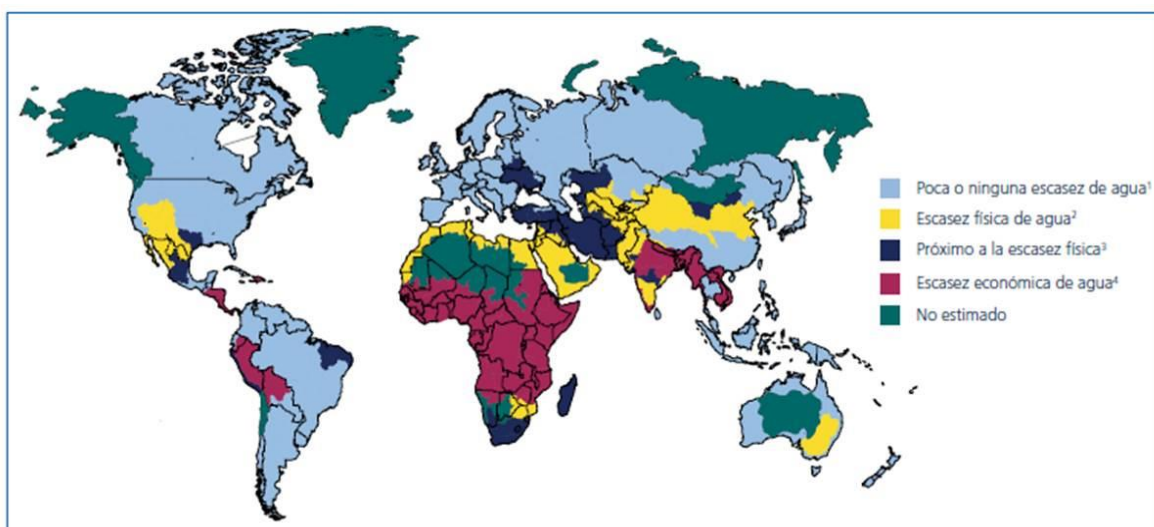 Poca o ninguna escasez de agua¹
Escasez física de agua²
Próximo a la escasez física³
Escasez económica de agua⁴
No estimado